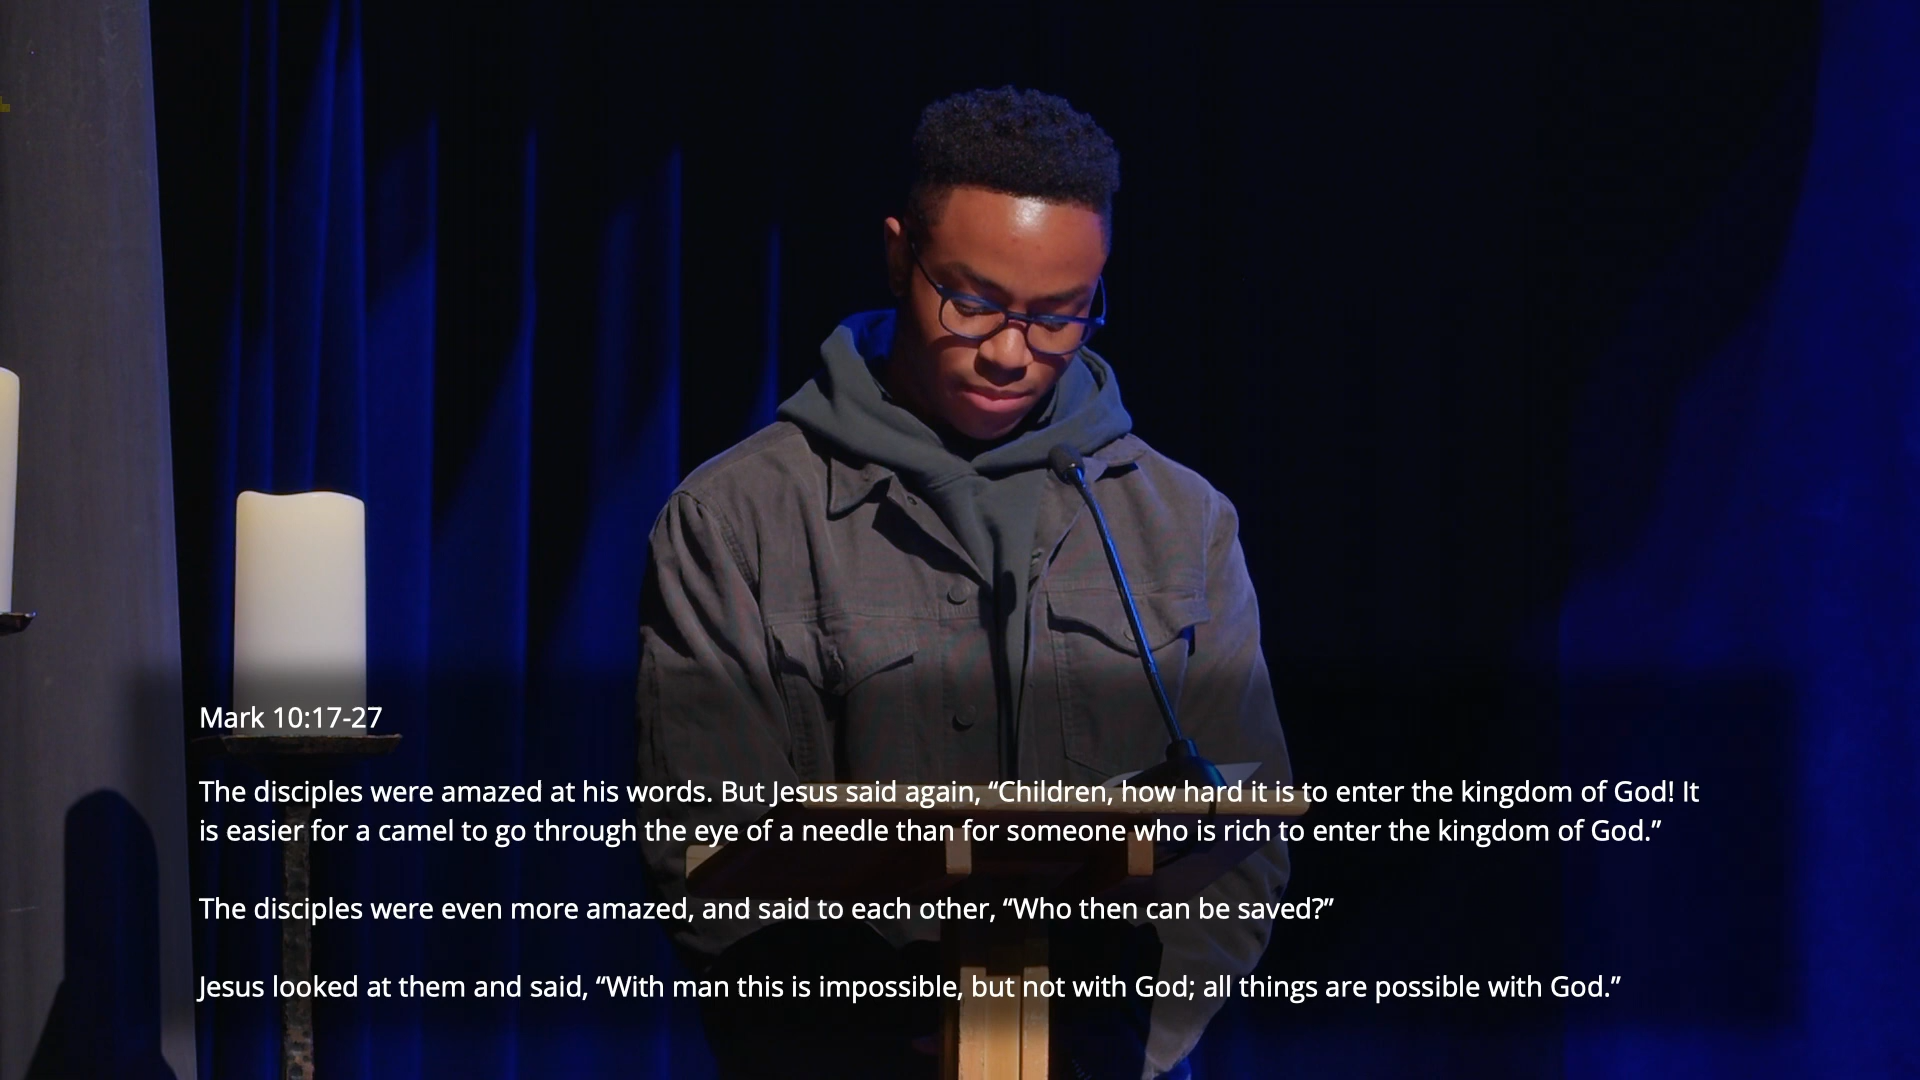 Mark 10:17-27
The disciples were amazed at his words. But Jesus said again, “Children, how hard it is to enter the kingdom of God! It
is easier for a camel to go through the eye of a needle than for someone who is rich to enter the kingdom of God.”
The disciples were even more amazed, and said to each other, “Who then can be saved?”
Jesus looked at them and said, “With man this is impossible, but not with God; all things are possible with God.”